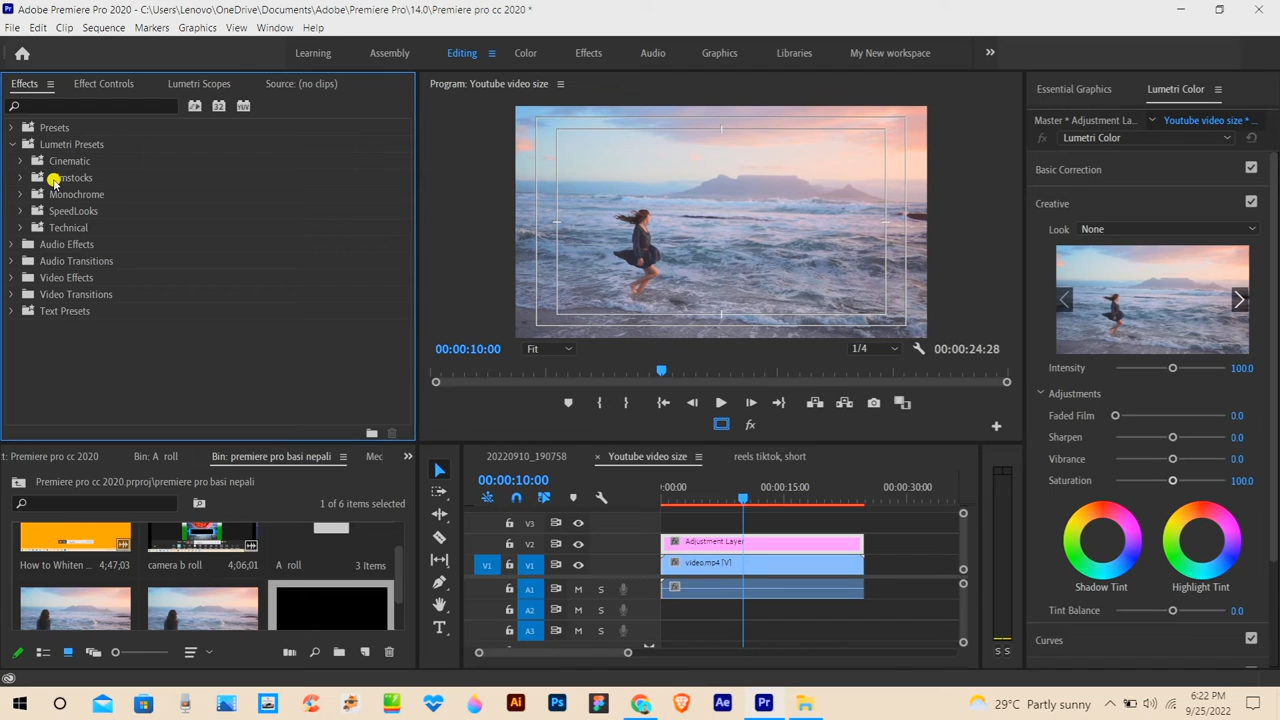 Adobe Premiere Pro 2020 - C:\Users\Lenovo\OneDrive\Documents\Adobe\Premiere Pro\14.0\Premiere pro cc 2020 *
File Edit Clip Sequence Markers Graphics View Window Help
Learning Assembly Editing Color Effects Audio Graphics Libraries My New workspace
Effects Effect Controls Lumetri Scopes Source: (no clips)
Presets
Lumetri Presets
Cinematic
mstocks
Monochrome
SpeedLooks
Technical
Audio Effects
Audio Transitions
Video Effects
Video Transitions
Text Presets
Program: Youtube video size
00:00:10:00 Fit 1/4 00:00:24:28
Essential Graphics Lumetri Color
Master * Adjustment La... Youtube video size * ...
fx Lumetri Color
Basic Correction
Creative
Look None
Intensity 100.0
Adjustments
Faded Film 0.0
Sharpen 0.0
Vibrance 0.0
Saturation 100.0
Shadow Tint Highlight Tint
Tint Balance 0.0
Curves
t: Premiere pro cc 2020 Bin: A roll Bin: premiere pro basi nepali Med
Premiere pro cc 2020.prproj\premiere pro basi nepali
1 of 6 items selected
How to Whiten ... 4,47,03 camera b roll 4,06,01 A roll 3 Items
20220910_190758 × Youtube video size reels tiktok, short
00:00:10:00
:00:00 00:00:15:00 00:00:30:00
V3
V2 Adjustment Layer
V1 V1 video.mp4 [V]
A1 M S fx
A2 M S
A3 M S
S S
Ai Ps Ae Pr
29°C Partly sunny
6:22 PM
9/25/2022